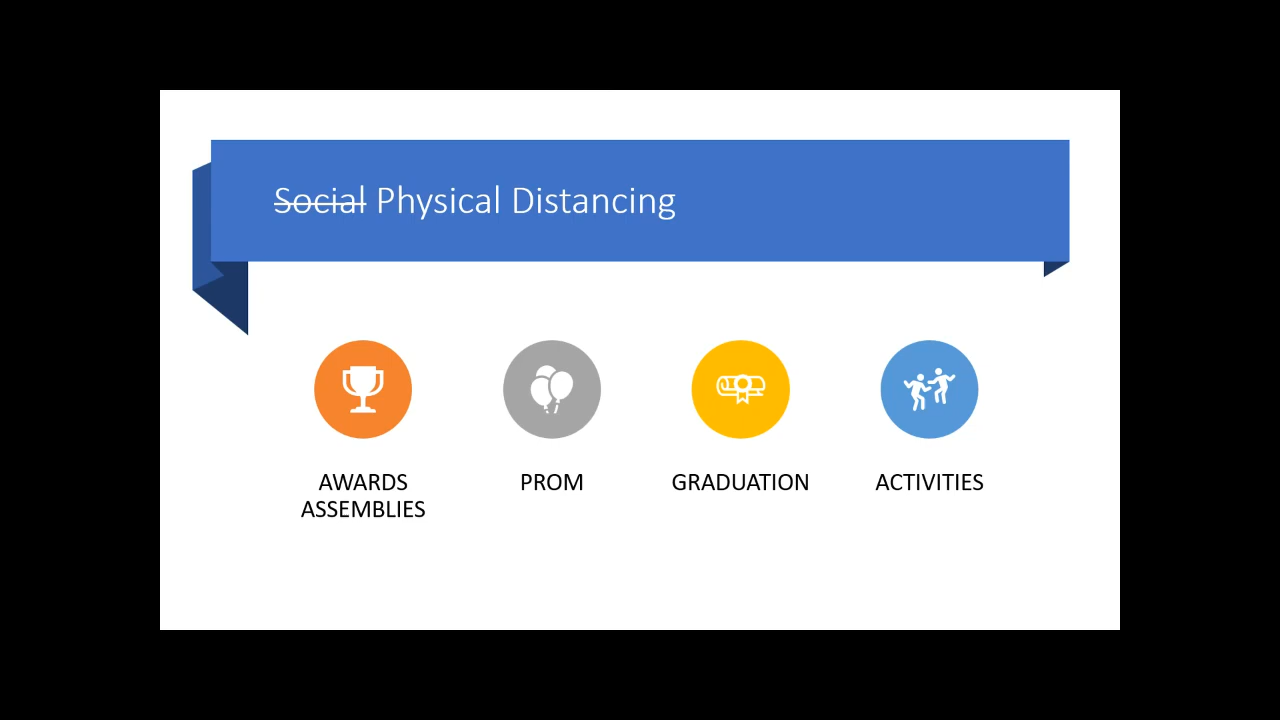 Social Physical Distancing
AWARDS
ASSEMBLIES
PROM
GRADUATION
ACTIVITIES